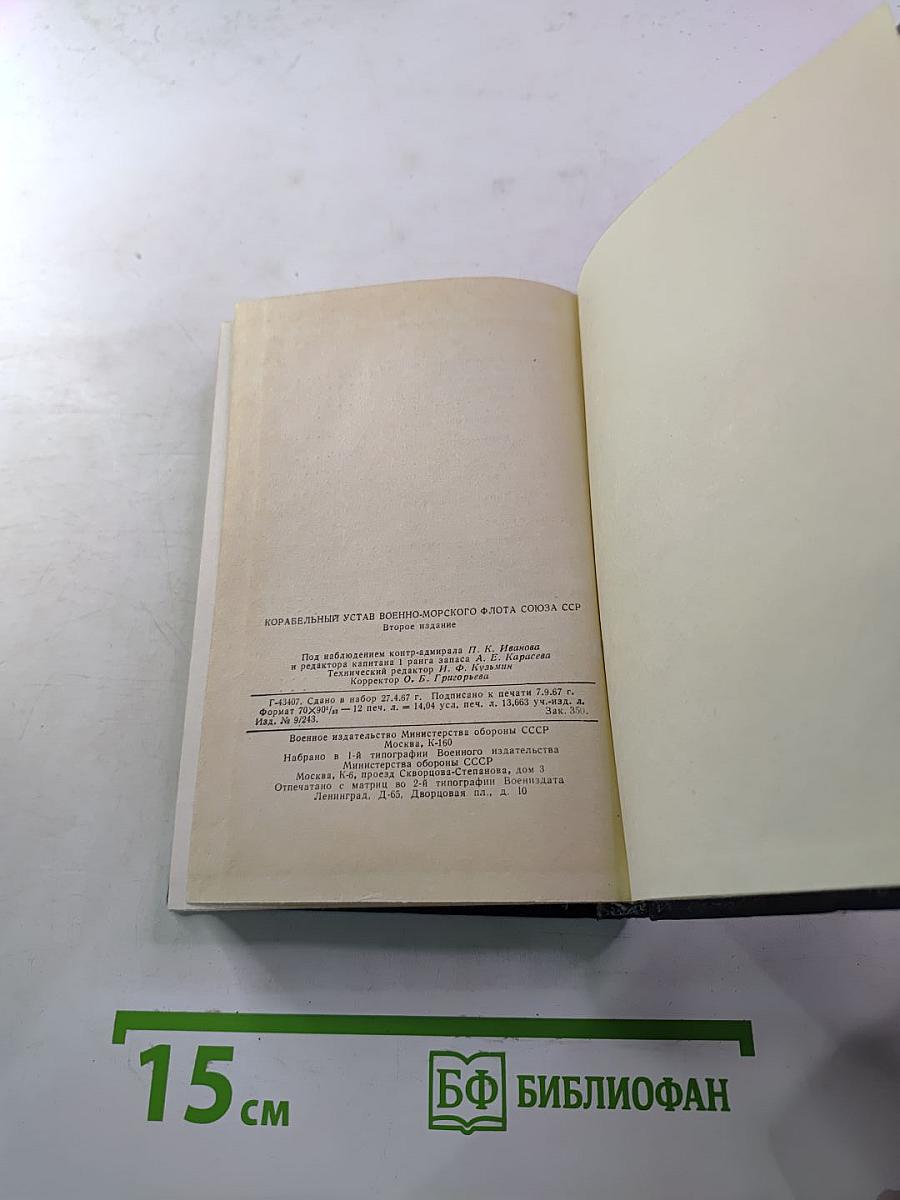 КОРАБЕЛЬНЫЙ УСТАВ ВОЕННО-МОРСКОГО ФЛОТА СОЮЗА ССР
Второе издание
Под наблюдением контр-адмирала П. К. Иванова
и редактора капитана 1 ранга запаса А. Е. Карасева
Технический редактор И. Ф. Кузьмин
Корректор О. Б. Григорьева
Г-43407. Сдано в набор 27.4.67 г. Подписано к печати 7.9.67 г.
Формат 70×90¹/₃₂ — 12 печ. л. = 14,04 усл. печ. л. 13,663 уч.-изд. л.
Изд. № 9/243. Зак. 350.
Военное издательство Министерства обороны СССР
Москва, К-160
Набрано в 1-й типографии Военного издательства
Министерства обороны СССР
Москва, К-6, проезд Скворцова-Степанова, дом 3
Отпечатано с матриц во 2-й типографии Воениздата
Ленинград, Д-65, Дворцовая пл., д. 10
15 см
БФ БИБЛИОФАН